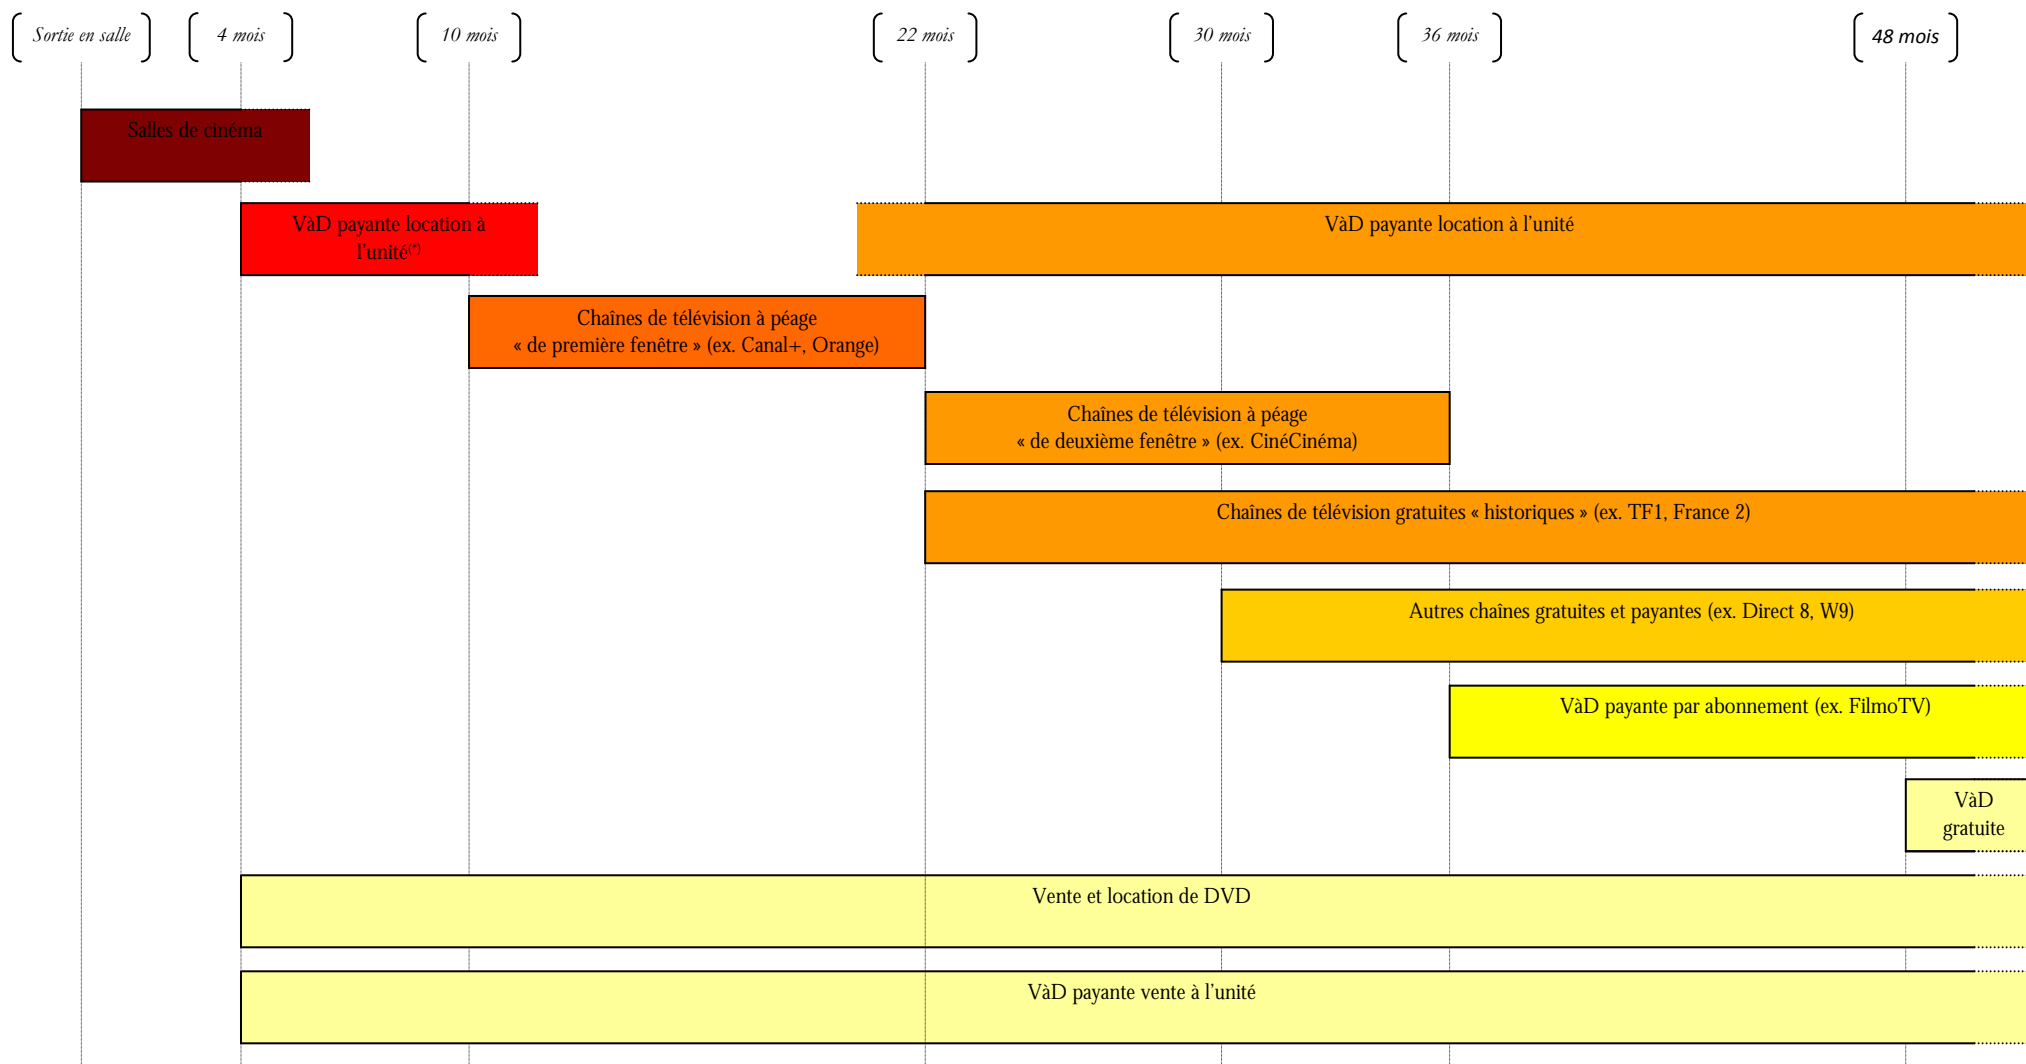 Sortie en salle
4 mois
10 mois
22 mois
30 mois
36 mois
48 mois
Salles de cinéma
VàD payante location à
l'unité(*)
VàD payante location à l'unité
Chaînes de télévision à péage
« de première fenêtre » (ex. Canal+, Orange)
Chaînes de télévision à péage
« de deuxième fenêtre » (ex. CinéCinéma)
Chaînes de télévision gratuites « historiques » (ex. TF1, France 2)
Autres chaînes gratuites et payantes (ex. Direct 8, W9)
VàD payante par abonnement (ex. FilmoTV)
VàD
gratuite
Vente et location de DVD
VàD payante vente à l'unité